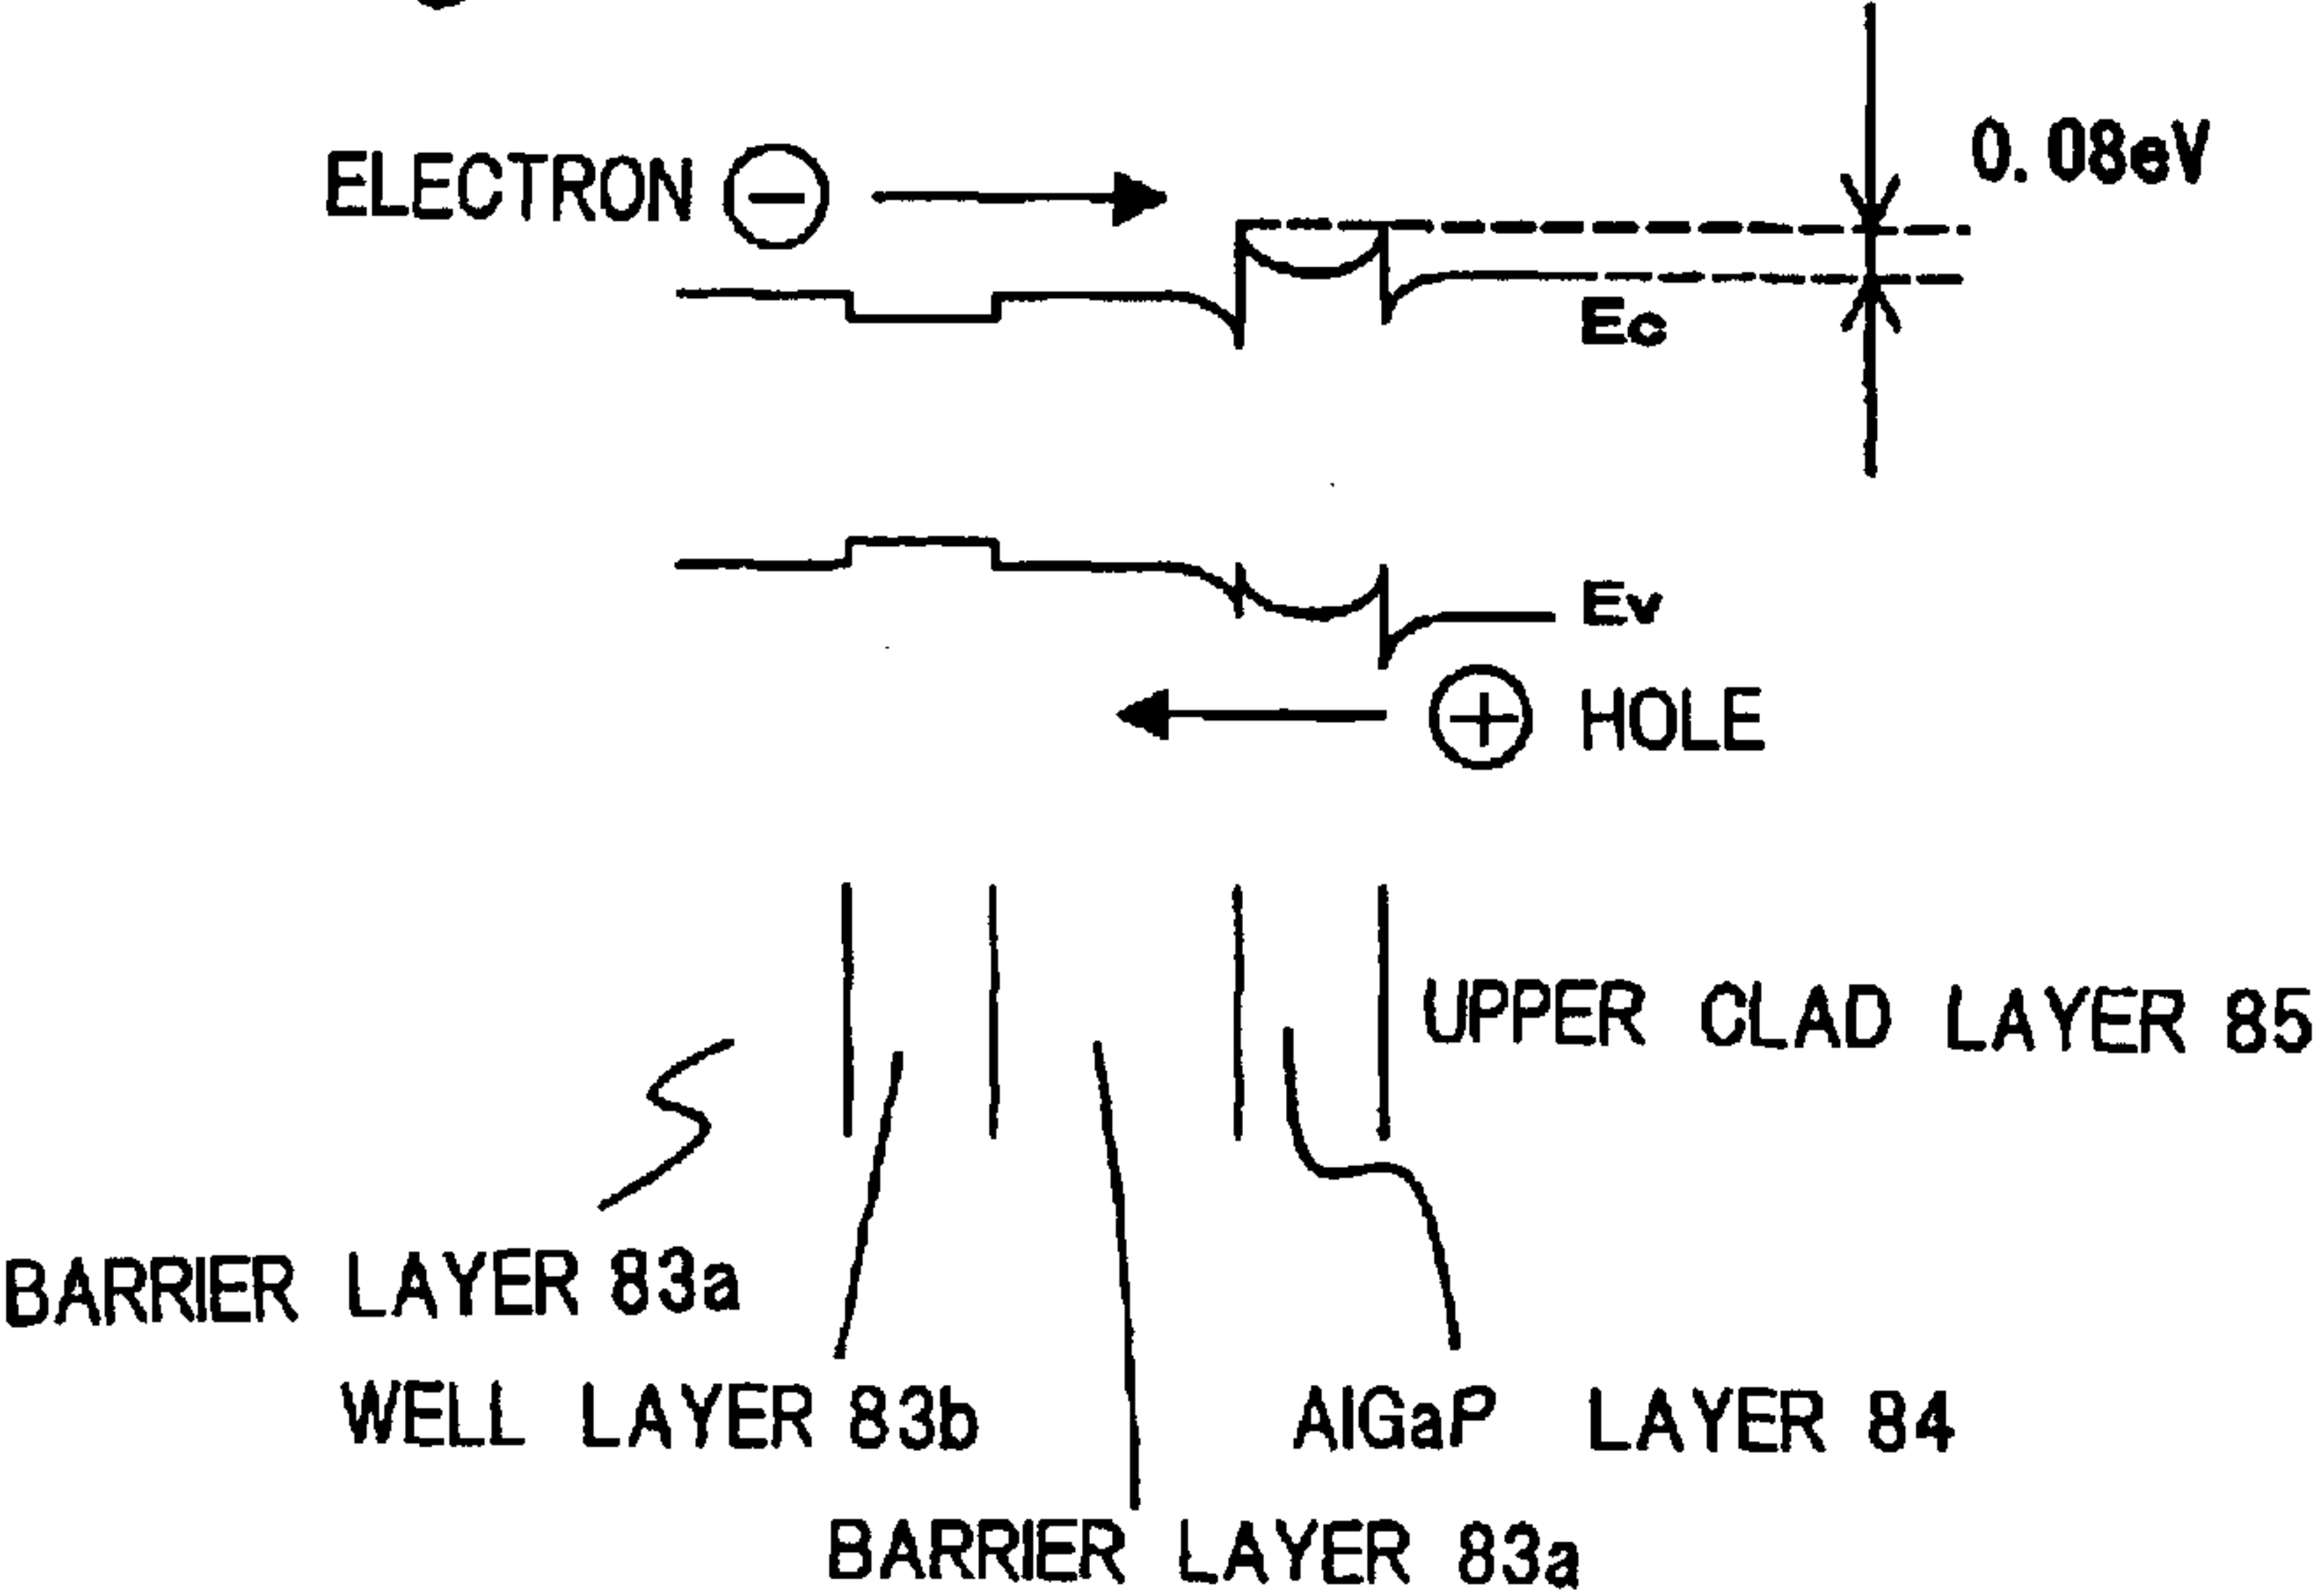 0.08eV
ELECTRON
Ec
Ev
HOLE
UPPER CLAD LAYER 85
BARRIER LAYER 83a
WELL LAYER 83b
AlGaP LAYER 84
BARRIER LAYER 83a